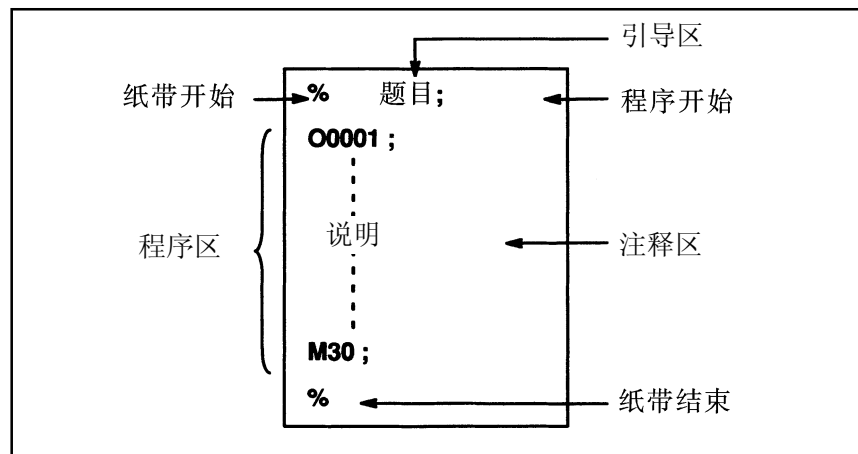 引导区
纸带开始 % 题目; 程序开始
O0001 ;
程序区 说明 注释区
M30 ;
% 纸带结束